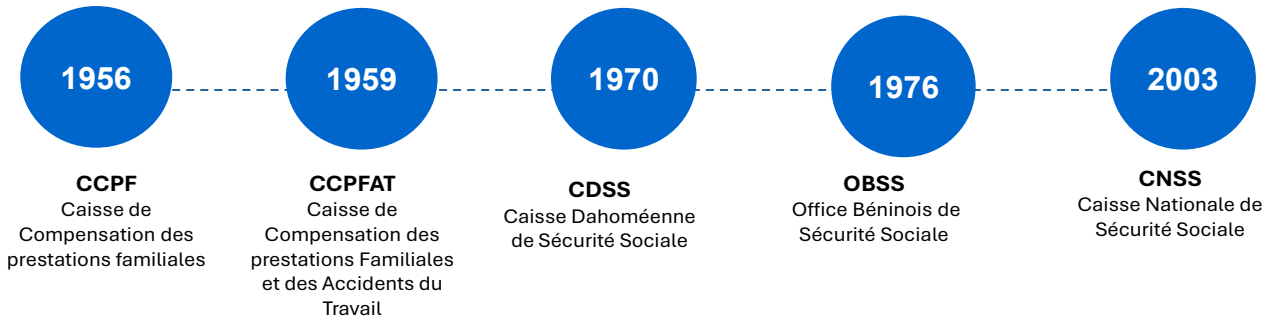 1956
CCPF
Caisse de
Compensation des
prestations familiales
1959
CCPFAT
Caisse de
Compensation des
prestations Familiales
et des Accidents du
Travail
1970
CDSS
Caisse Dahoméenne
de Sécurité Sociale
1976
OBSS
Office Béninois de
Sécurité Sociale
2003
CNSS
Caisse Nationale de
Sécurité Sociale